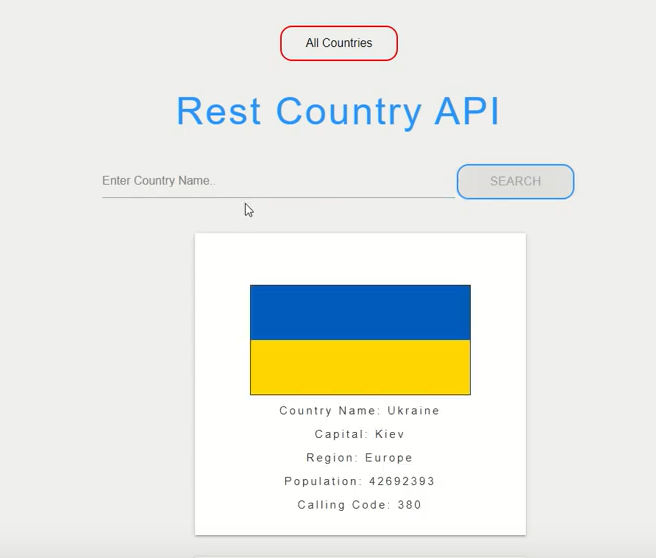 All Countries
Rest Country API
Enter Country Name..
SEARCH
Country Name: Ukraine
Capital: Kiev
Region: Europe
Population: 42692393
Calling Code: 380